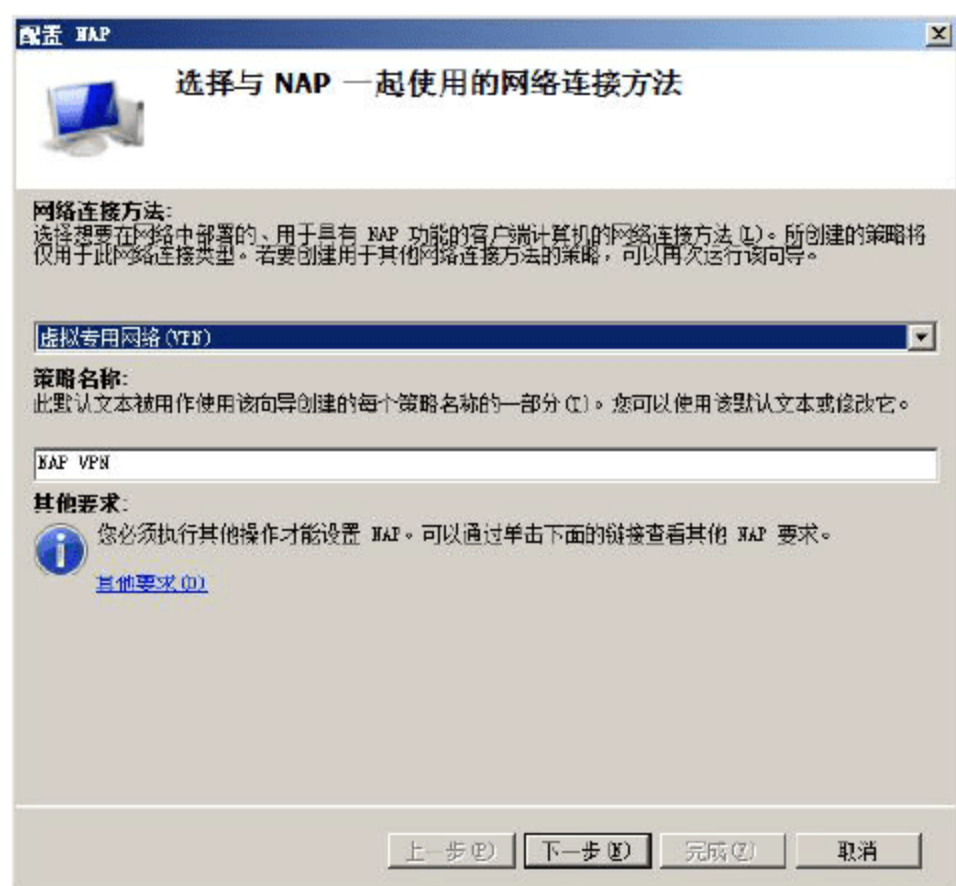 配置 NAP
选择与 NAP 一起使用的网络连接方法
网络连接方法:
选择想要在网络中部署的、用于具有 NAP 功能的客户端计算机的网络连接方法(L)。所创建的策略将
仅用于此网络连接类型。若要创建用于其他网络连接方法的策略，可以再次运行该向导。
虚拟专用网络(VPN)
策略名称:
此默认文本被用作使用该向导创建的每个策略名称的一部分(I)。您可以使用该默认文本或修改它。
NAP VPN
其他要求:
您必须执行其他操作才能设置 NAP。可以通过单击下面的链接查看其他 NAP 要求。
其他要求(O)
上一步(P) 下一步(N) 完成(F) 取消